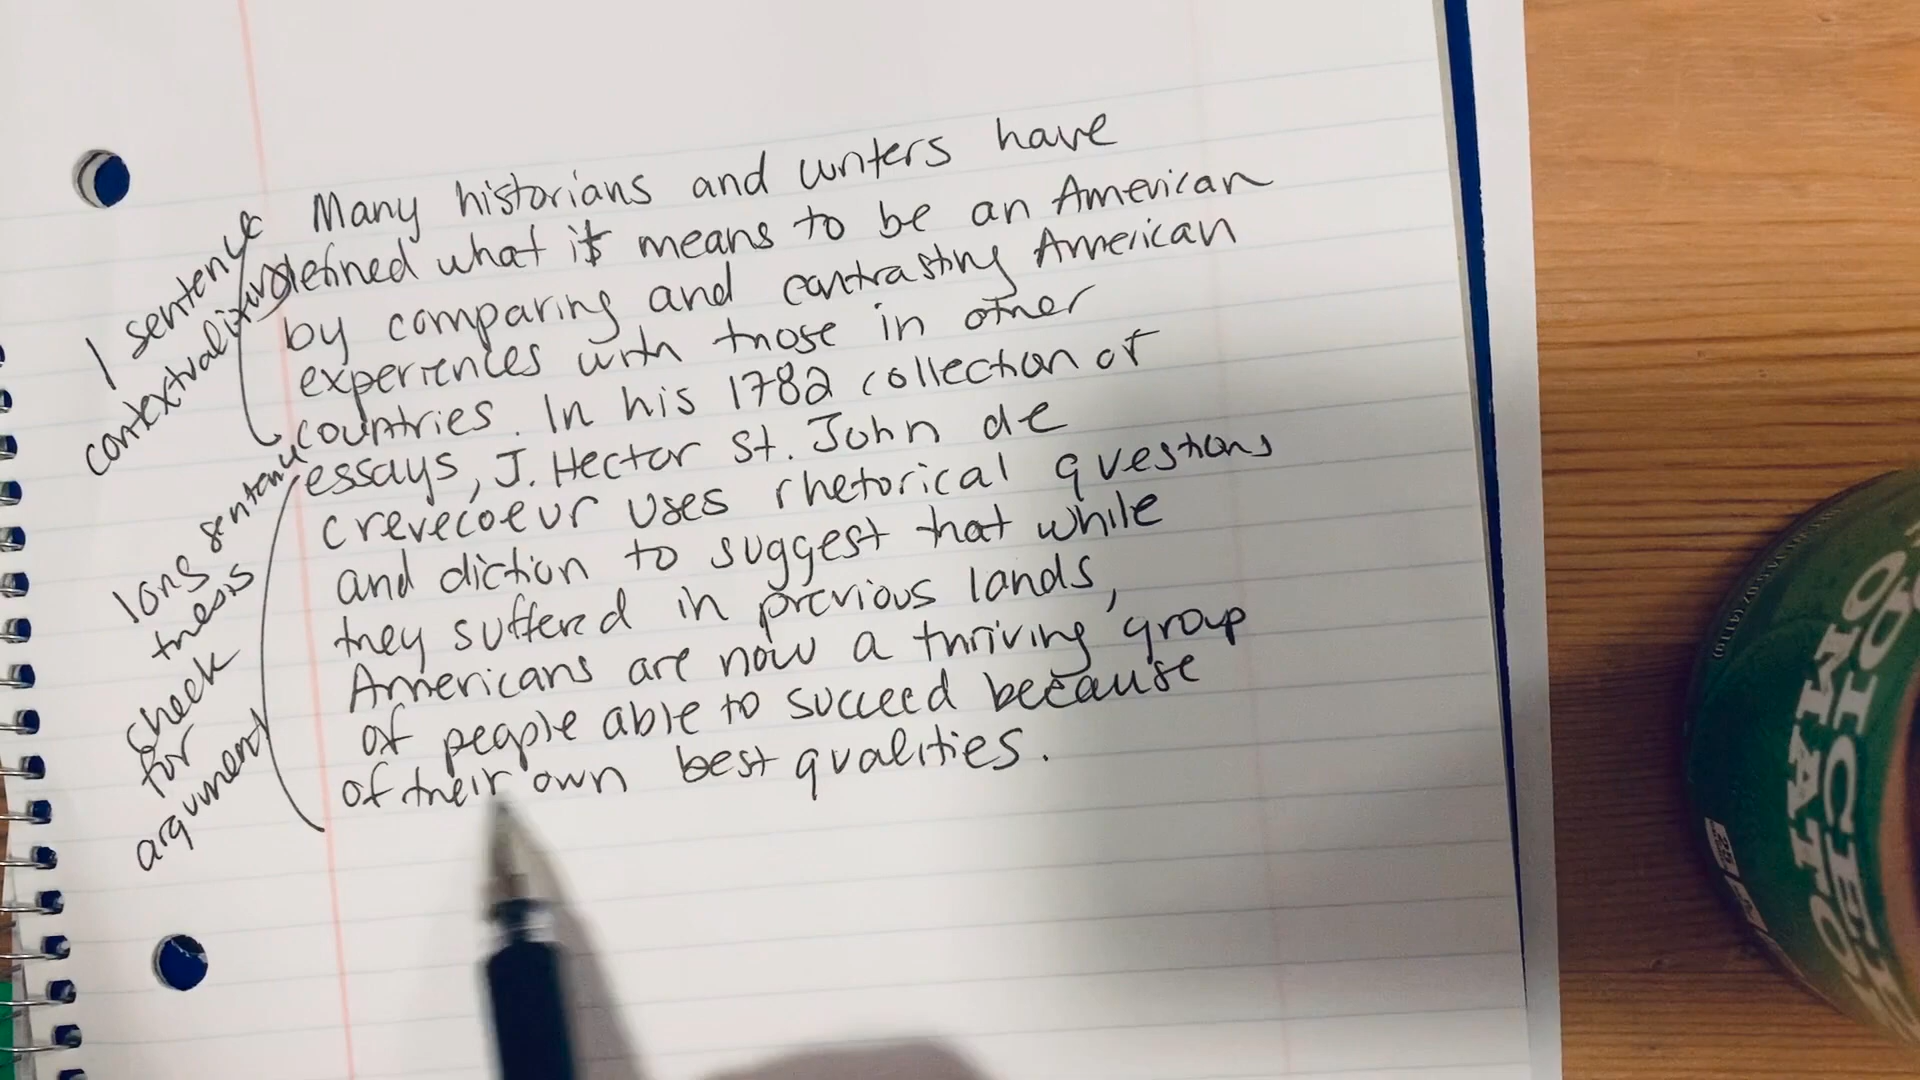 Many historians and writers have
defined what it means to be an American
by comparing and contrasting American
experiences with those in other
countries. In his 1782 collection of
essays, J. Hector St. John de
Crevecoeur uses rhetorical questions
and diction to suggest that while
they suffered in previous lands,
Americans are now a thriving group
of people able to succeed because
of their own best qualities.
1 sentence
contextualizing
long sentence
thesis
check
for
argument
DICED
TOMATO